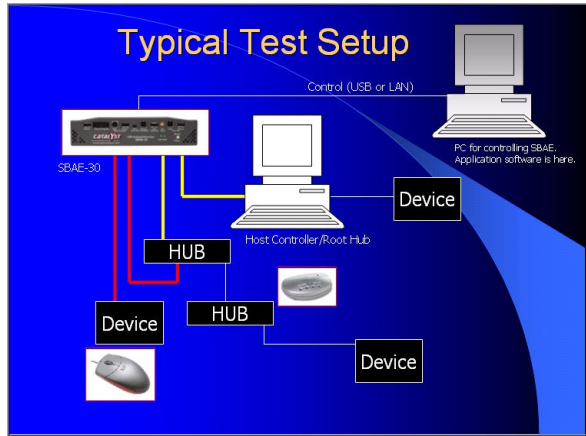 Typical Test Setup
Control (USB or LAN)
CATALYST
SBAE-30
PC for controlling SBAE.
Application software is here.
Device
Host Controller/Root Hub
HUB
HUB
Device
Device